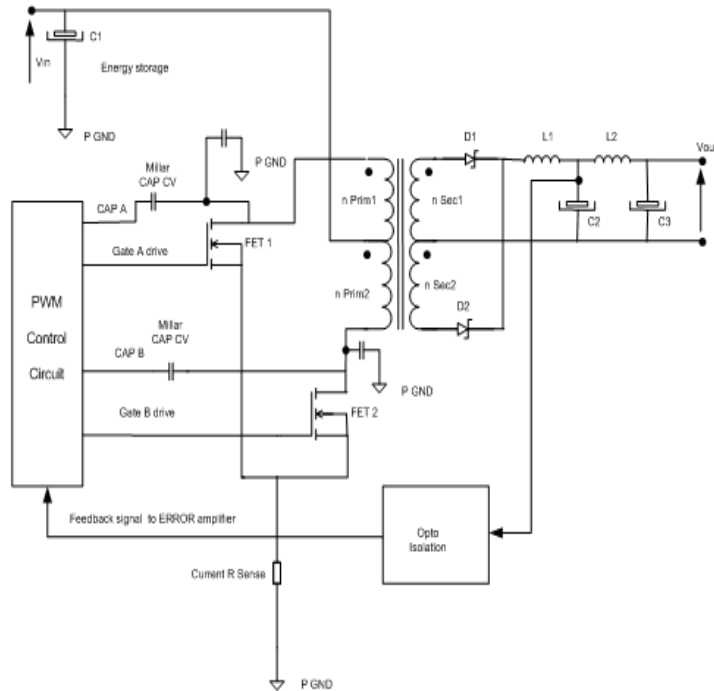 C1
Vin
Energy storage
P GND
P GND
Millar
CAP CV
CAP A
Gate A drive
FET 1
PWM
Control
Circuit
Millar
CAP CV
CAP B
Gate B drive
FET 2
P GND
n Prim1
n Prim2
n Sec1
n Sec2
D1
D2
L1
L2
Vou
C2
C3
Feedback signal to ERROR amplifier
Opto
Isolation
Current R Sense
P GND